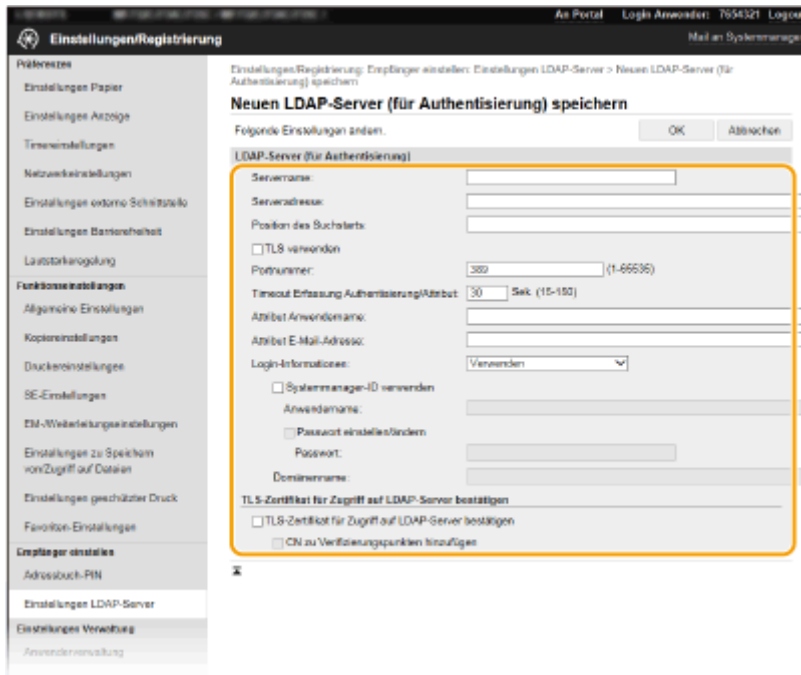 An Portal Login Anwender: 7654321 Logou
Einstellungen/Registrierung
Mail an Systemmanage
Präferenzen
Einstellungen Papier
Einstellungen Anzeige
Timereinstellungen
Netzwerkeinstellungen
Einstellungen externe Schnittstelle
Einstellungen Barrierefreiheit
Lautstärkeregelung
Funktionseinstellungen
Allgemeine Einstellungen
Kopiereinstellungen
Druckereinstellungen
SE-Einstellungen
EM-/Weiterleitungseinstellungen
Einstellungen zu Speichern
von/Zugriff auf Dateien
Einstellungen geschützter Druck
Favoriten-Einstellungen
Empfänger einstellen
Adressbuch-PIN
Einstellungen LDAP-Server
Einstellungen Verwaltung
Anwenderverwaltung
Einstellungen/Registrierung: Empfänger einstellen: Einstellungen LDAP-Server > Neuen LDAP-Server (für
Authentisierung) speichern
Neuen LDAP-Server (für Authentisierung) speichern
Folgende Einstellungen ändern. OK Abbrechen
LDAP-Server (für Authentisierung)
Servername:
Serveradresse:
Position des Suchstarts:
TLS verwenden
Portnummer: 389 (1-65535)
Timeout Erfassung Authentisierung/Attribut: 30 Sek. (15-150)
Attribut Anwendername:
Attribut E-Mail-Adresse:
Login-Informationen: Verwenden
Systemmanager-ID verwenden
Anwendername:
Passwort einstellen/ändern
Passwort:
Domänenname:
TLS-Zertifikat für Zugriff auf LDAP-Server bestätigen
TLS-Zertifikat für Zugriff auf LDAP-Server bestätigen
CN zu Verifizierungspunkten hinzufügen